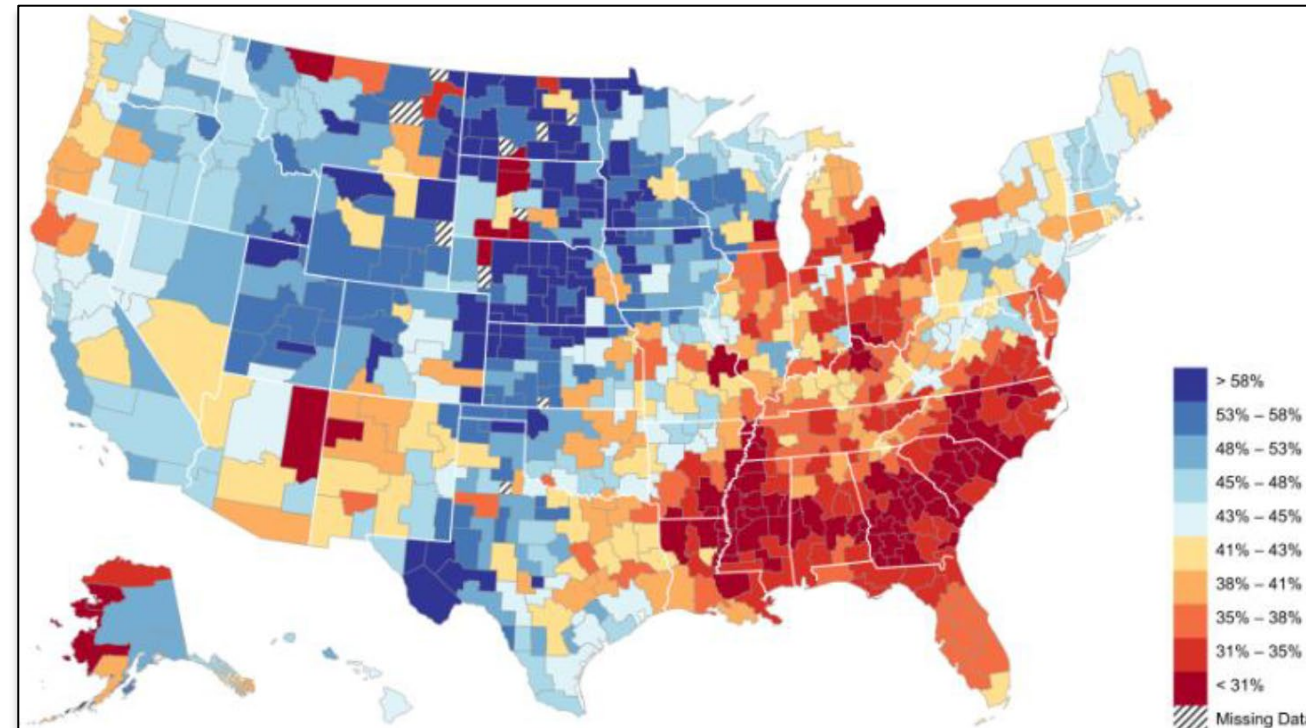 > 58%
53% – 58%
48% – 53%
45% – 48%
43% – 45%
41% – 43%
38% – 41%
35% – 38%
31% – 35%
< 31%
Missing Dat